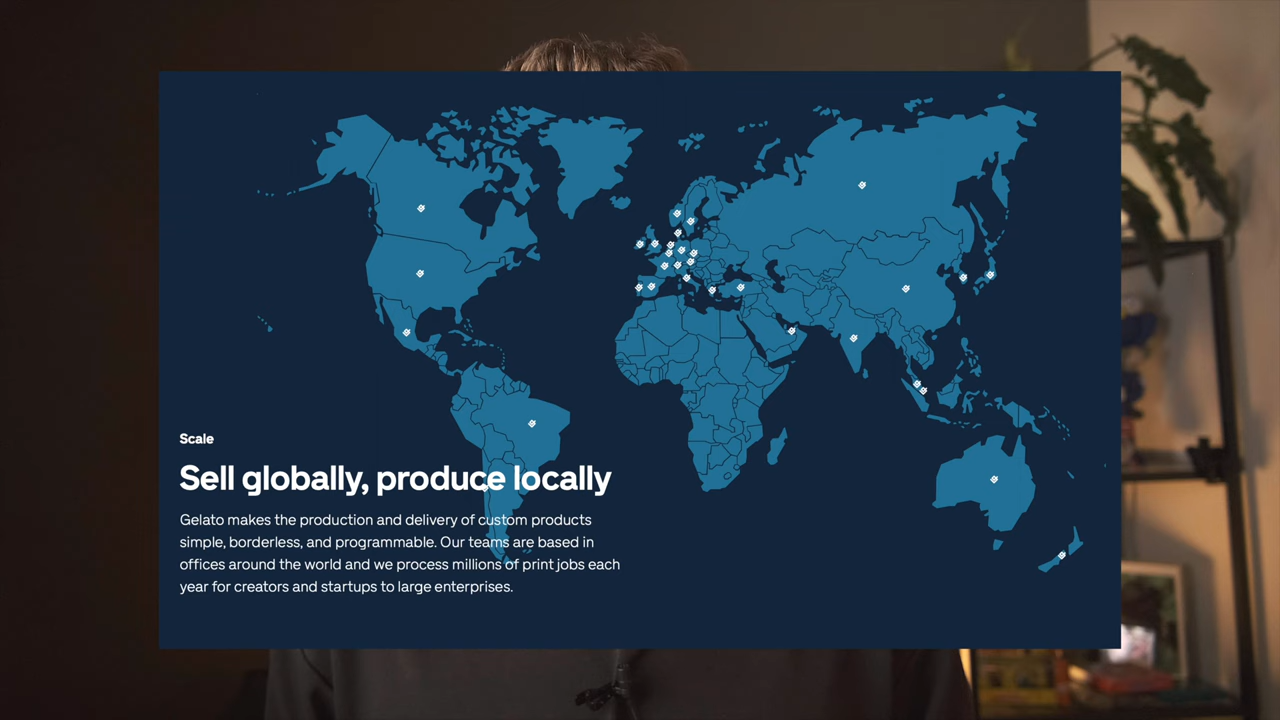 Scale
Sell globally, produce locally
Gelato makes the production and delivery of custom products
simple, borderless, and programmable. Our teams are based in
offices around the world and we process millions of print jobs each
year for creators and startups to large enterprises.